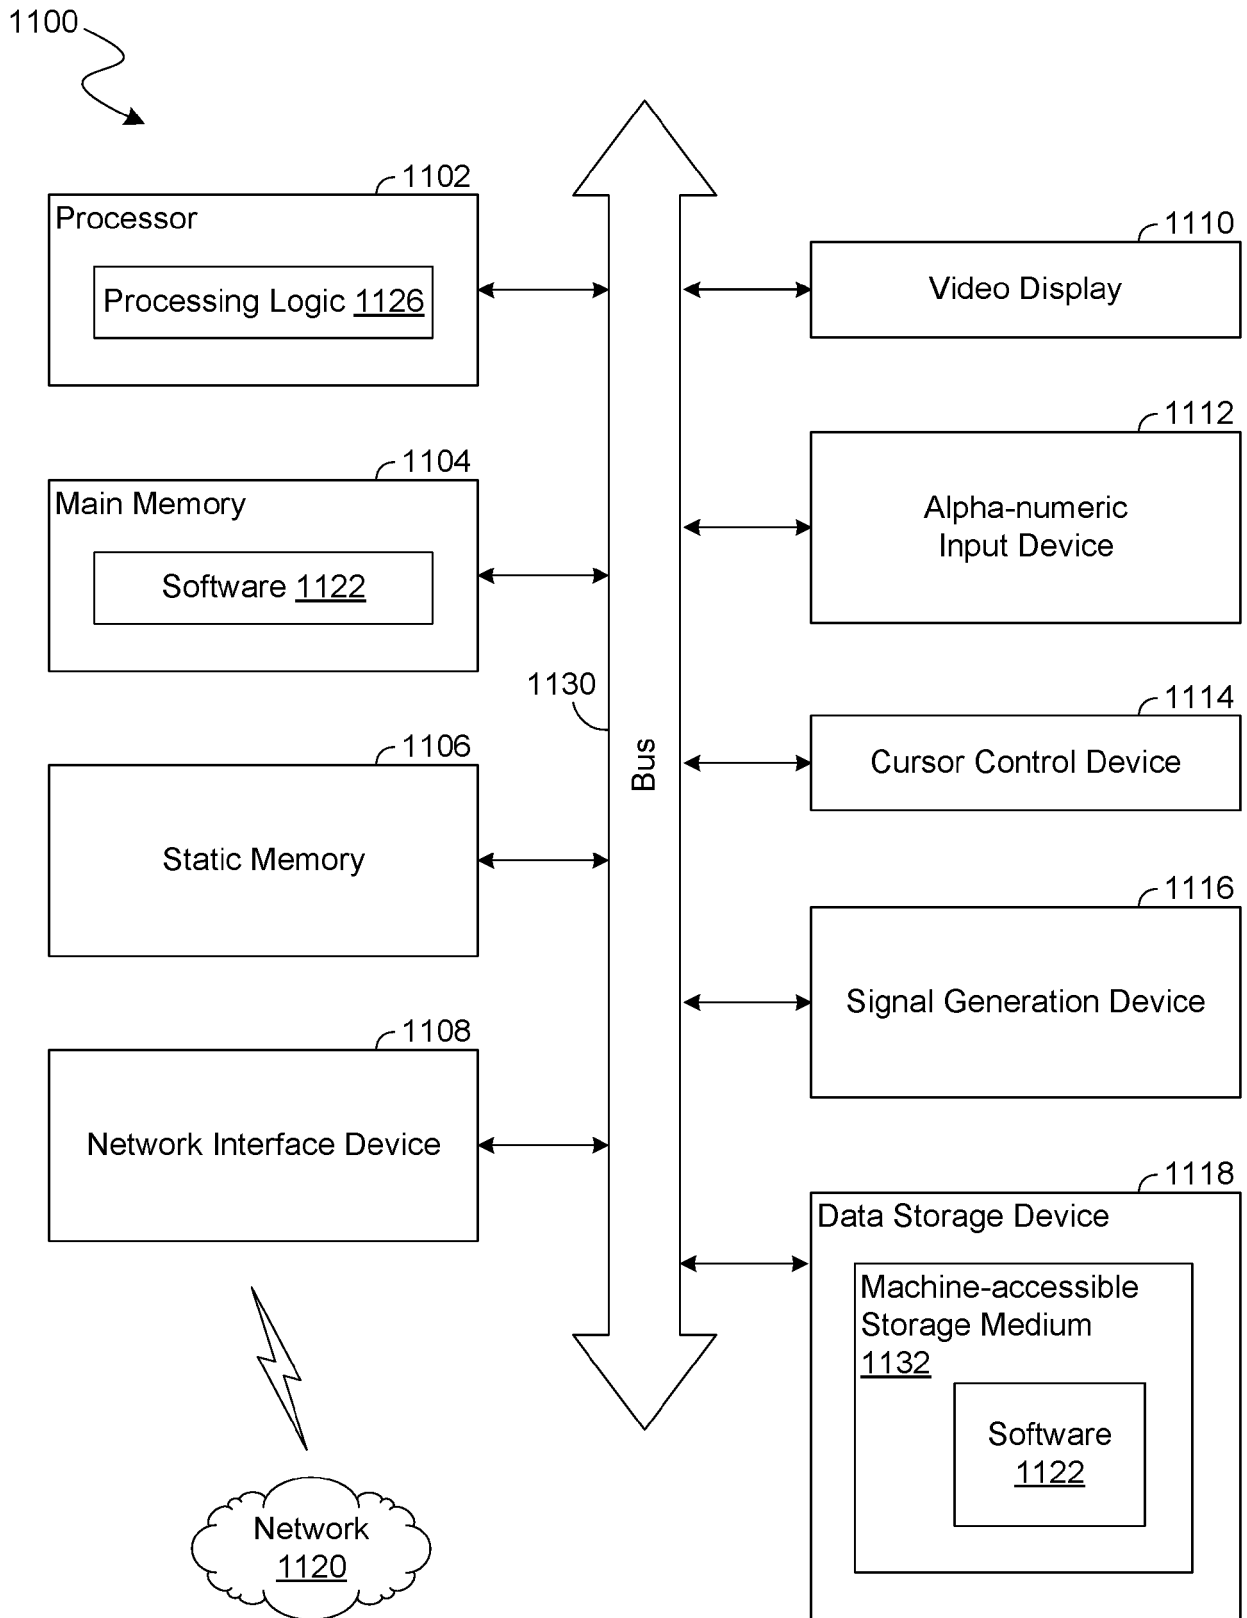 1100
1102
Processor
Processing Logic 1126
1104
Main Memory
Software 1122
1130
1106
Static Memory
1108
Network Interface Device
Network
1120
Bus
1110
Video Display
1112
Alpha-numeric
Input Device
1114
Cursor Control Device
1116
Signal Generation Device
1118
Data Storage Device
Machine-accessible
Storage Medium
1132
Software
1122